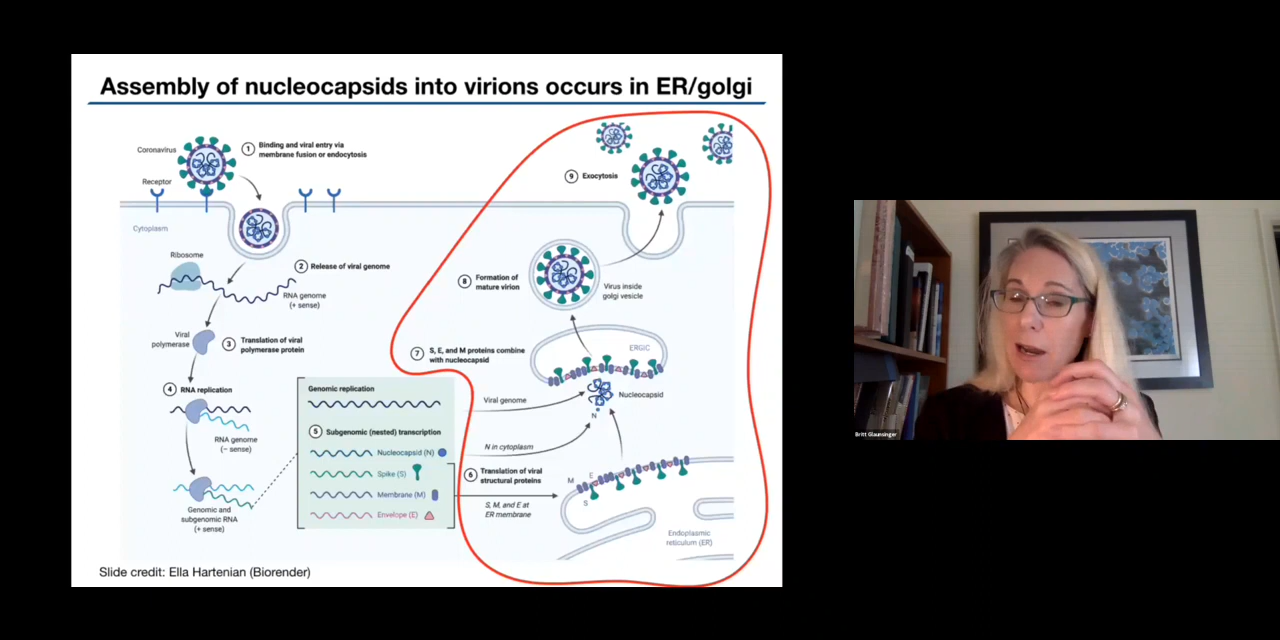 Assembly of nucleocapsids into virions occurs in ER/golgi
Coronavirus
1
Binding and viral entry via
membrane fusion or endocytosis
Receptor
Cytoplasm
Ribosome
2
Release of viral genome
RNA genome
(+ sense)
Viral
polymerase
3
Translation of viral
polymerase protein
4
RNA replication
RNA genome
(− sense)
Genomic and
subgenomic RNA
(+ sense)
Genomic replication
5
Subgenomic (nested) transcription
Nucleocapsid (N)
Spike (S)
Membrane (M)
Envelope (E)
Viral genome
N in cytoplasm
6
Translation of viral
structural proteins
S, M, and E at
ER membrane
M
E
S
Endoplasmic
reticulum (ER)
7
S, E, and M proteins combine
with nucleocapsid
ERGIC
Nucleocapsid
N
8
Formation of
mature virion
Virus inside
golgi vesicle
9
Exocytosis
Slide credit: Ella Hartenian (Biorender)
Britt Glaunsinger